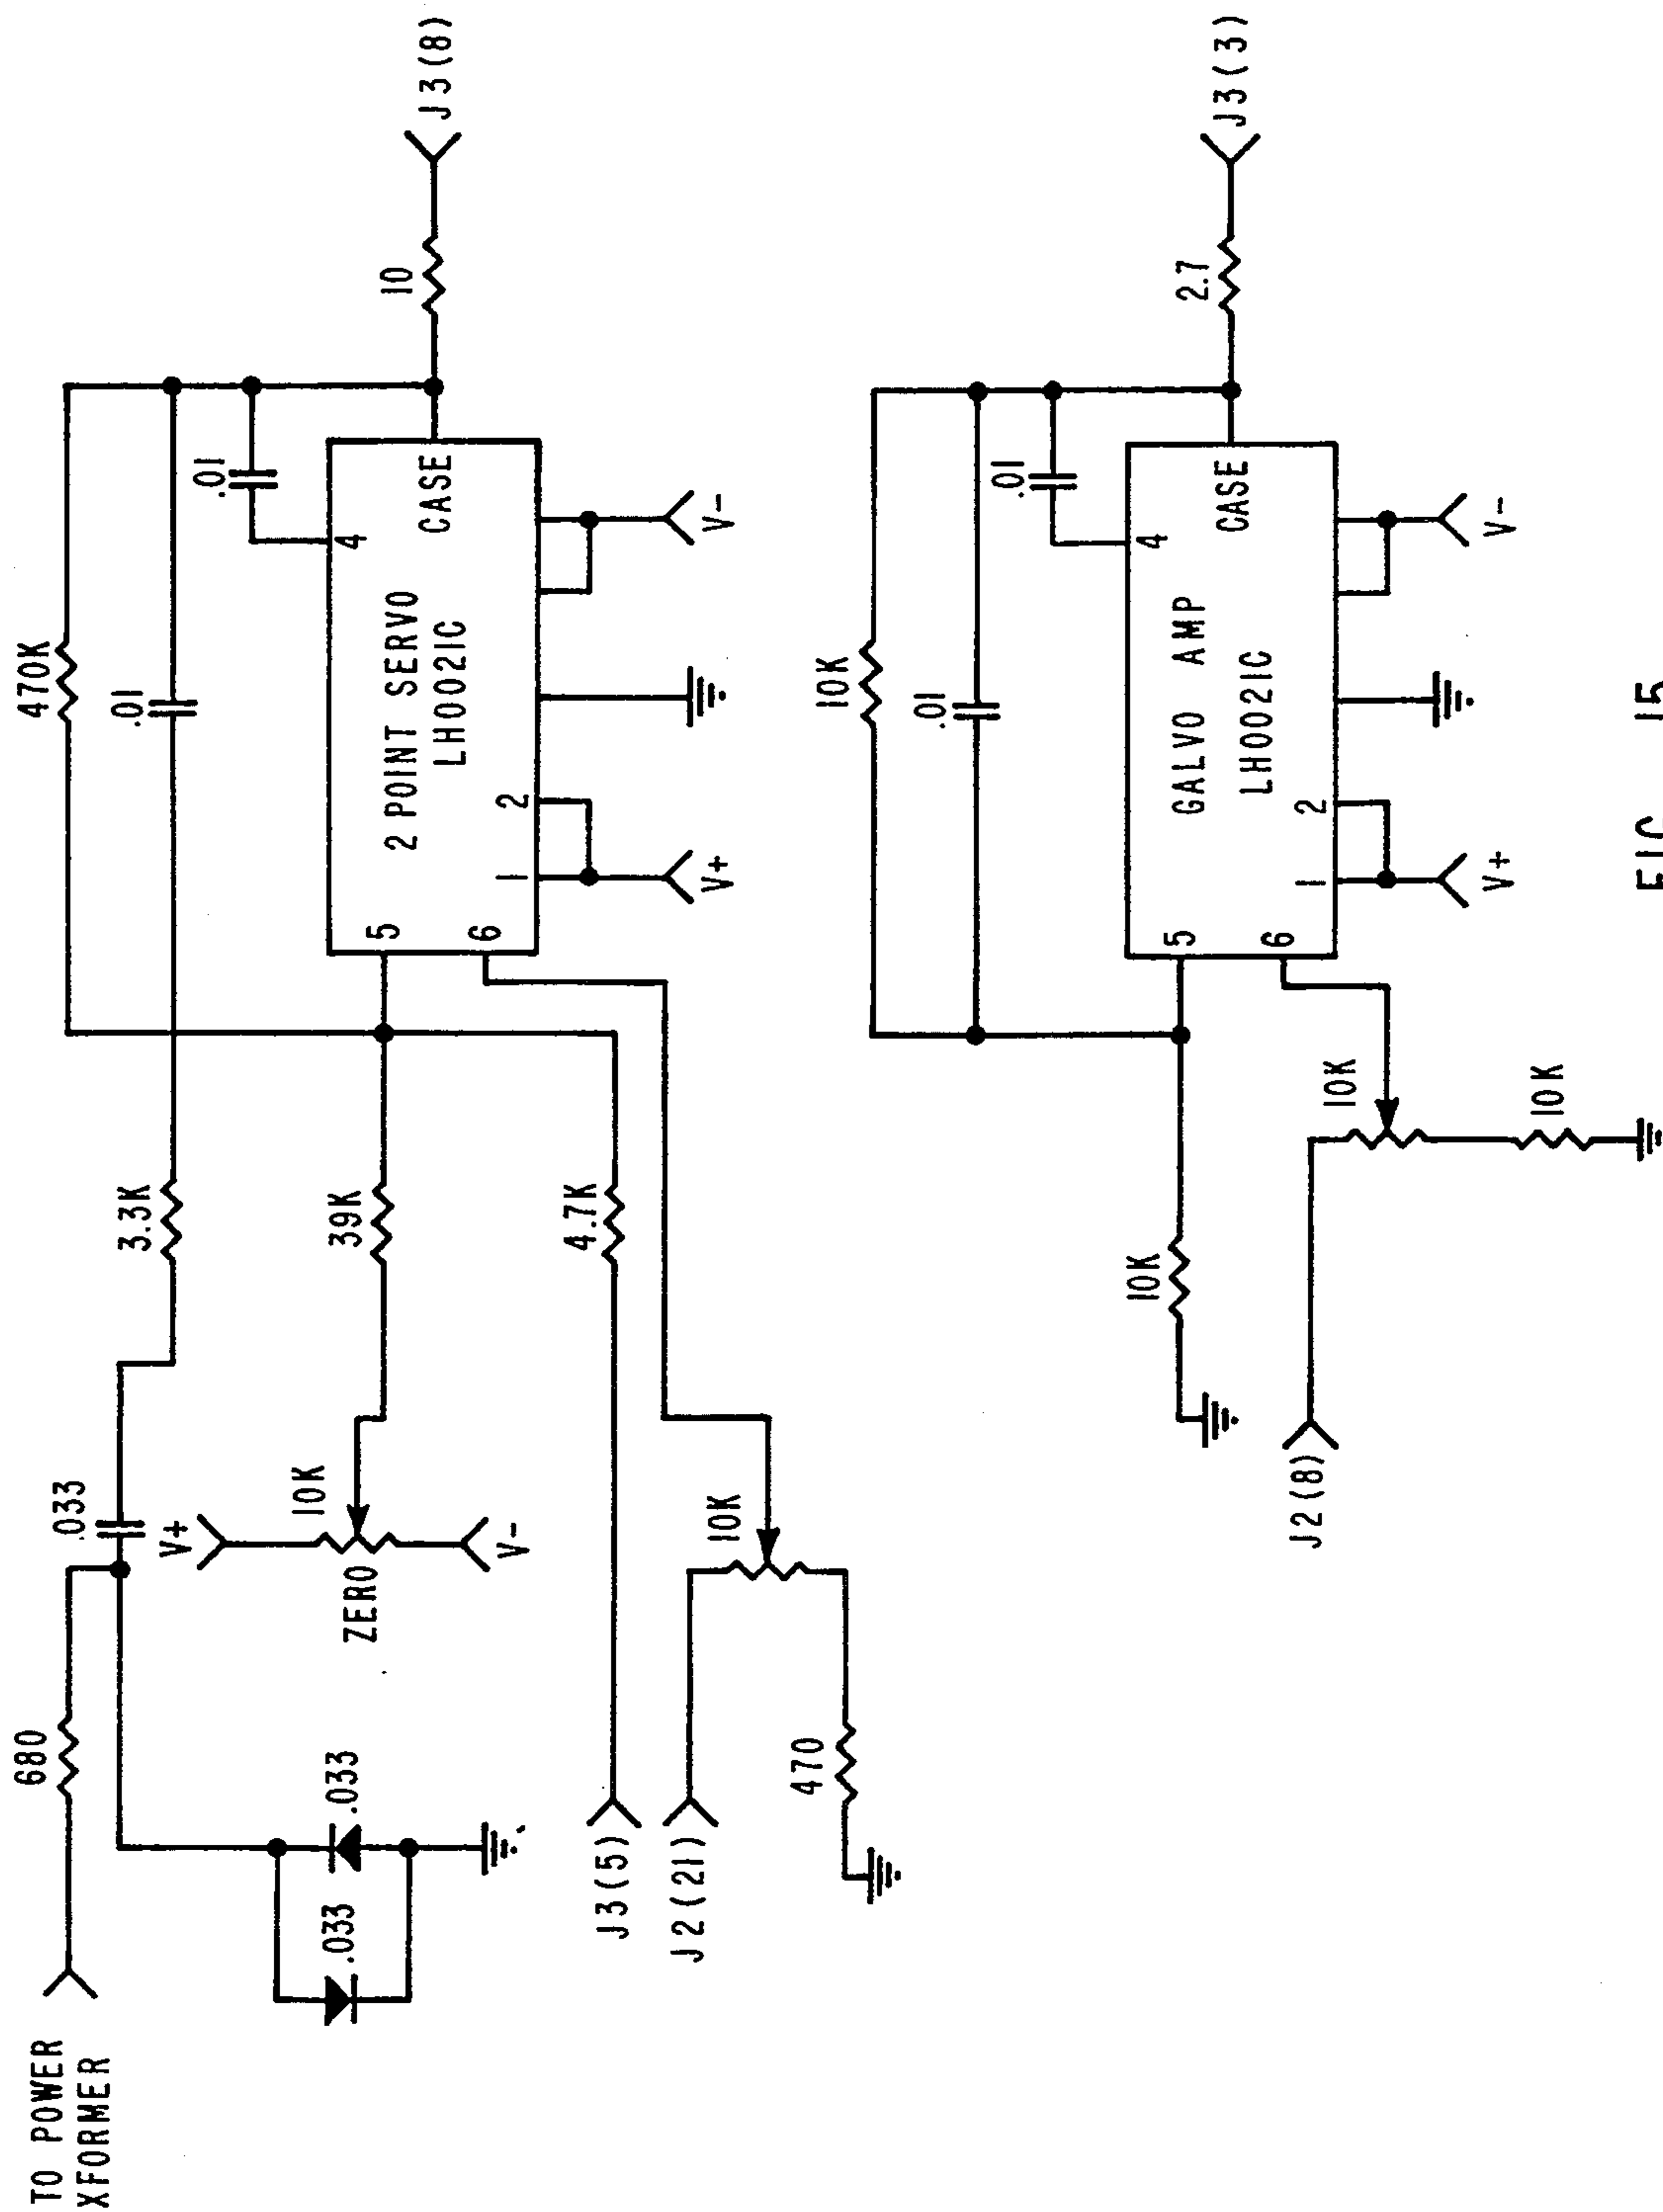 TO POWER
XFORMER
680
.033
.033
.033
V+
10K
ZERO
V-
3.3K
39K
4.7K
470K
.01
.01
4
5
6
2 POINT SERVO
LH0021C
CASE
1
2
V+
V-
10
J3(8)
J3(5)
J2(21)
10K
470
10K
.01
.01
4
5
6
GALVO AMP
LH0021C
CASE
1
2
V+
V-
2.7
J3(3)
10K
J2(8)
10K
10K
FIG. 15